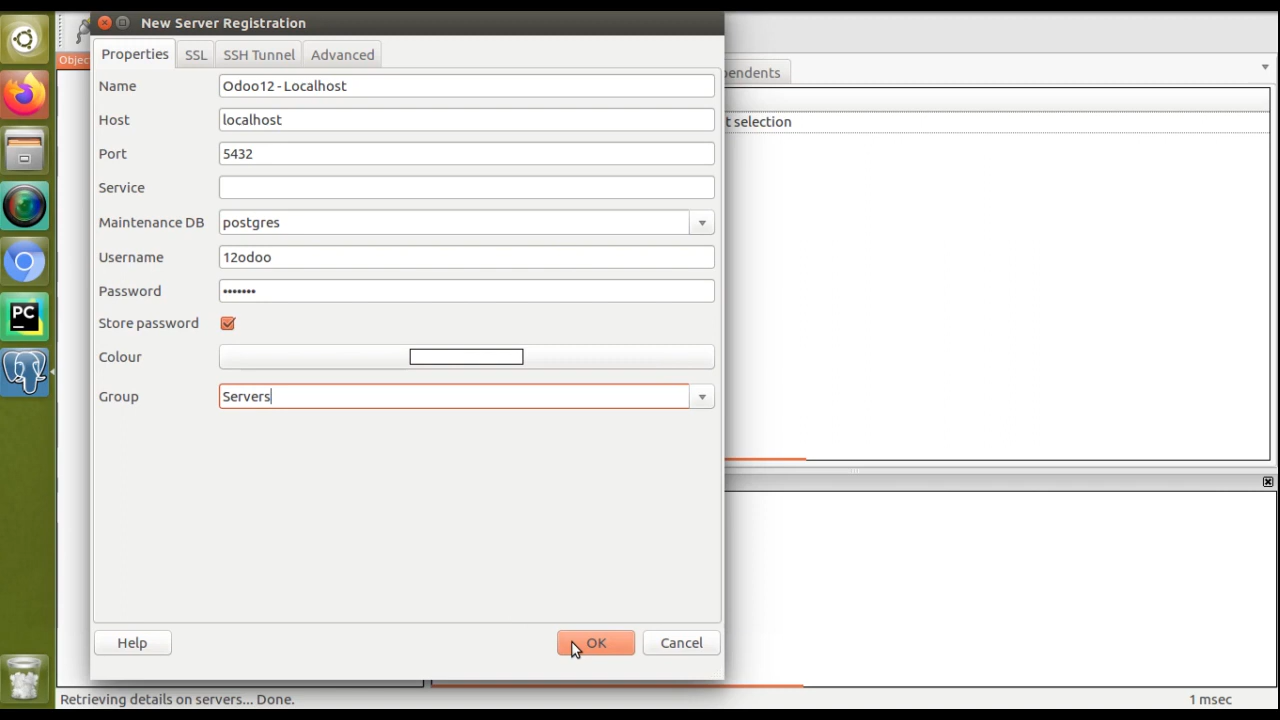 New Server Registration
Properties SSL SSH Tunnel Advanced
Objec
pendents
Name Odoo12 - Localhost
Host localhost
t selection
Port 5432
Service
Maintenance DB postgres
Username 12odoo
Password •••••••
Store password
Colour
Group Servers
Help OK Cancel
Retrieving details on servers... Done. 1 msec
PC